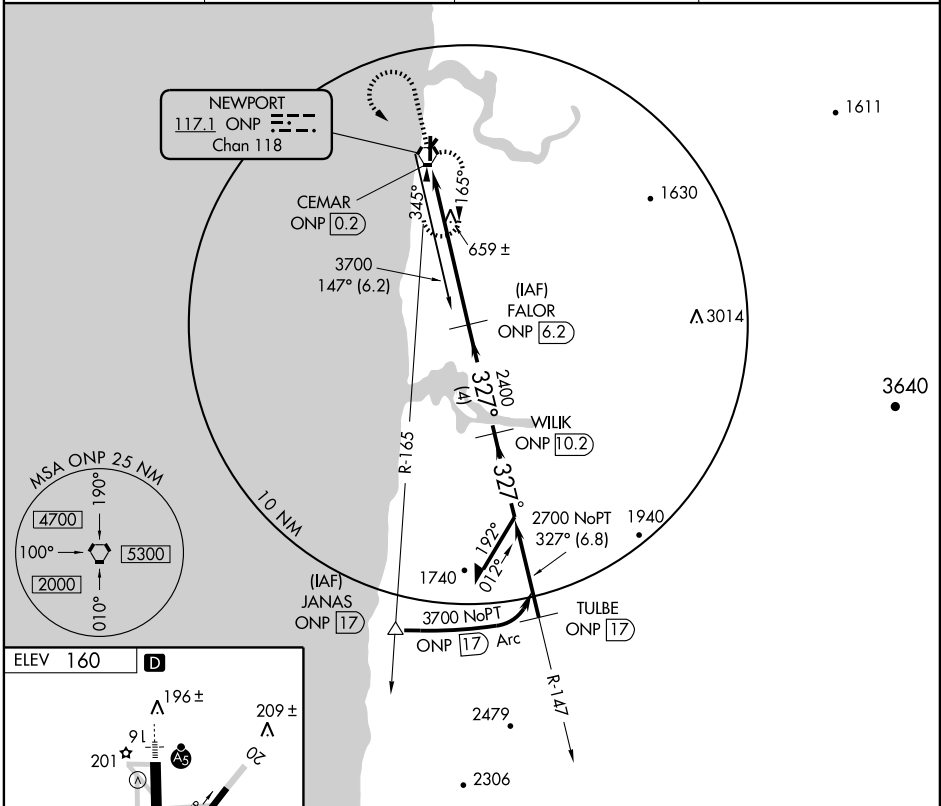 NEWPORT
117.1 ONP
Chan 118
1611
1630
CEMAR
ONP 0.2
345°
165°
659 ±
3700
147° (6.2)
(IAF)
FALOR
ONP 6.2
3014
3640
2400
327°
(4)
WILIK
ONP 10.2
R-165
327°
MSA ONP 25 NM
190°
4700
100°
5300
2000
010°
10 NM
2700 NoPT
327° (6.8)
1940
192°
012°
1740
(IAF)
JANAS
ONP 17
3700 NoPT
ONP 17 Arc
TULBE
ONP 17
R-147
2479
2306
ELEV 160
D
196 ±
209 ±
16
201
A5
20